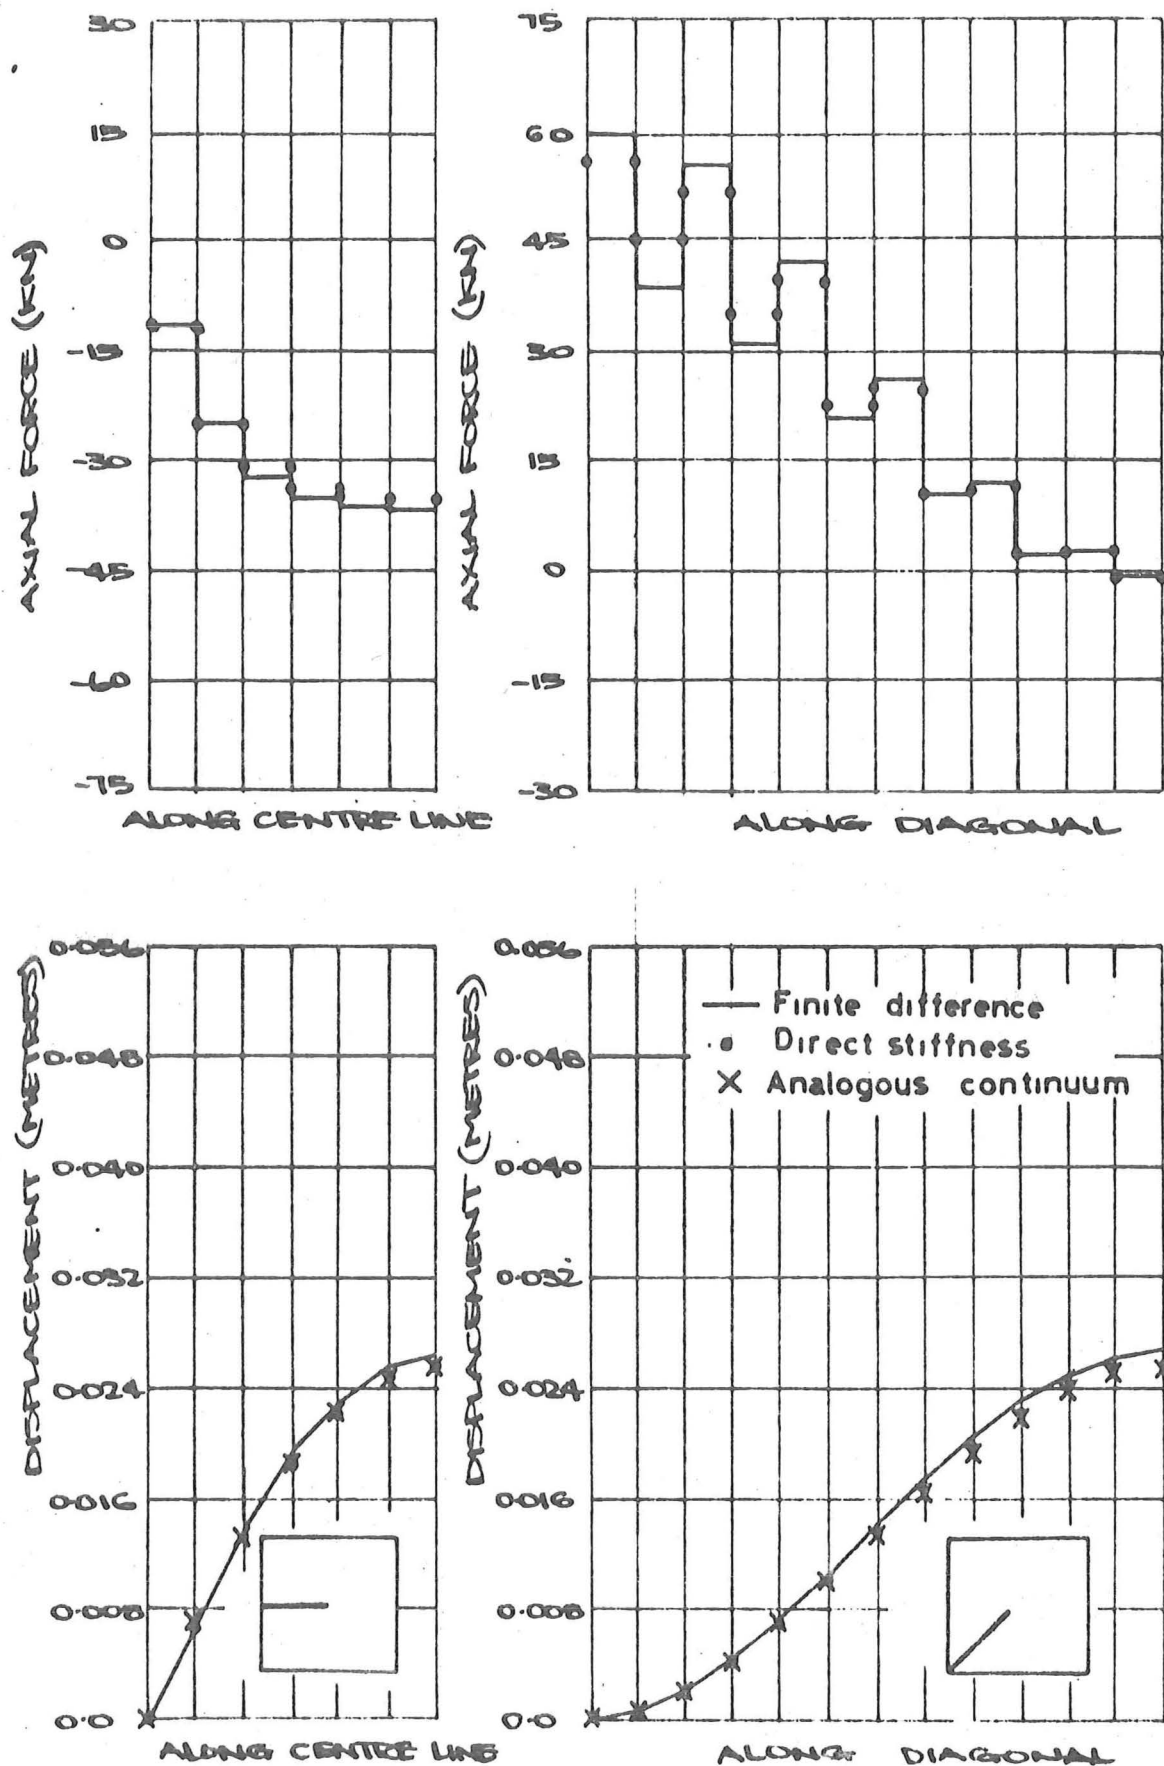 30
15
0
-15
-30
-45
-60
-75
AXIAL FORCE (KN)
ALONG CENTRE LINE
75
60
45
30
15
0
-15
-30
AXIAL FORCE (KN)
ALONG DIAGONAL
0.056
0.048
0.040
0.032
0.024
0.016
0.008
0.0
DISPLACEMENT (METRES)
ALONG CENTRE LINE
0.056
0.048
0.040
0.032
0.024
0.016
0.008
0.0
DISPLACEMENT (METRES)
Finite difference
Direct stiffness
Analogous continuum
ALONG DIAGONAL